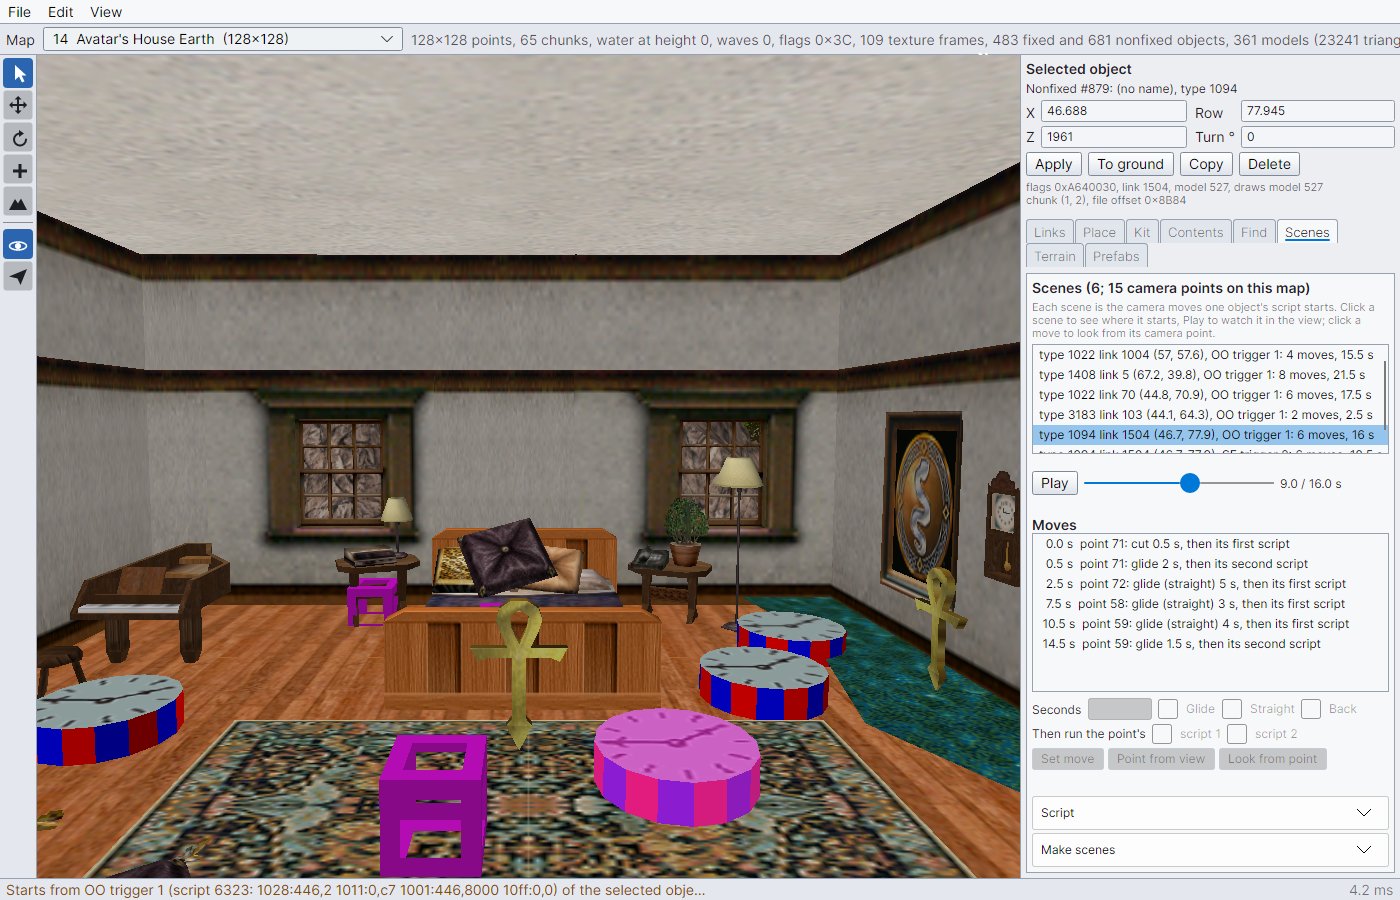 File Edit View
Map 14 Avatar's House Earth (128×128) 128×128 points, 65 chunks, water at height 0, waves 0, flags 0×3C, 109 texture frames, 483 fixed and 681 nonfixed objects, 361 models (23241 triang
Selected object
Nonfixed #879: (no name), type 1094
X 46.688 Row 77.945
Z 1961 Turn ° 0
Apply To ground Copy Delete
flags 0xA640030, link 1504, model 527, draws model 527
chunk (1, 2), file offset 0×8B84
Links Place Kit Contents Find Scenes
Terrain Prefabs
Scenes (6; 15 camera points on this map)
Each scene is the camera moves one object's script starts. Click a
scene to see where it starts, Play to watch it in the view; click a
move to look from its camera point.
type 1022 link 1004 (57, 57.6), OO trigger 1: 4 moves, 15.5 s
type 1408 link 5 (67.2, 39.8), OO trigger 1: 8 moves, 21.5 s
type 1022 link 70 (44.8, 70.9), OO trigger 1: 6 moves, 17.5 s
type 3183 link 103 (44.1, 64.3), OO trigger 1: 2 moves, 2.5 s
type 1094 link 1504 (46.7, 77.9), OO trigger 1: 6 moves, 16 s
Play 9.0 / 16.0 s
Moves
0.0 s point 71: cut 0.5 s, then its first script
0.5 s point 71: glide 2 s, then its second script
2.5 s point 72: glide (straight) 5 s, then its first script
7.5 s point 58: glide (straight) 3 s, then its first script
10.5 s point 59: glide (straight) 4 s, then its first script
14.5 s point 59: glide 1.5 s, then its second script
Seconds Glide Straight Back
Then run the point's script 1 script 2
Set move Point from view Look from point
Script
Make scenes
Starts from OO trigger 1 (script 6323: 1028:446,2 1011:0,c7 1001:446,8000 10ff:0,0) of the selected obje... 4.2 ms